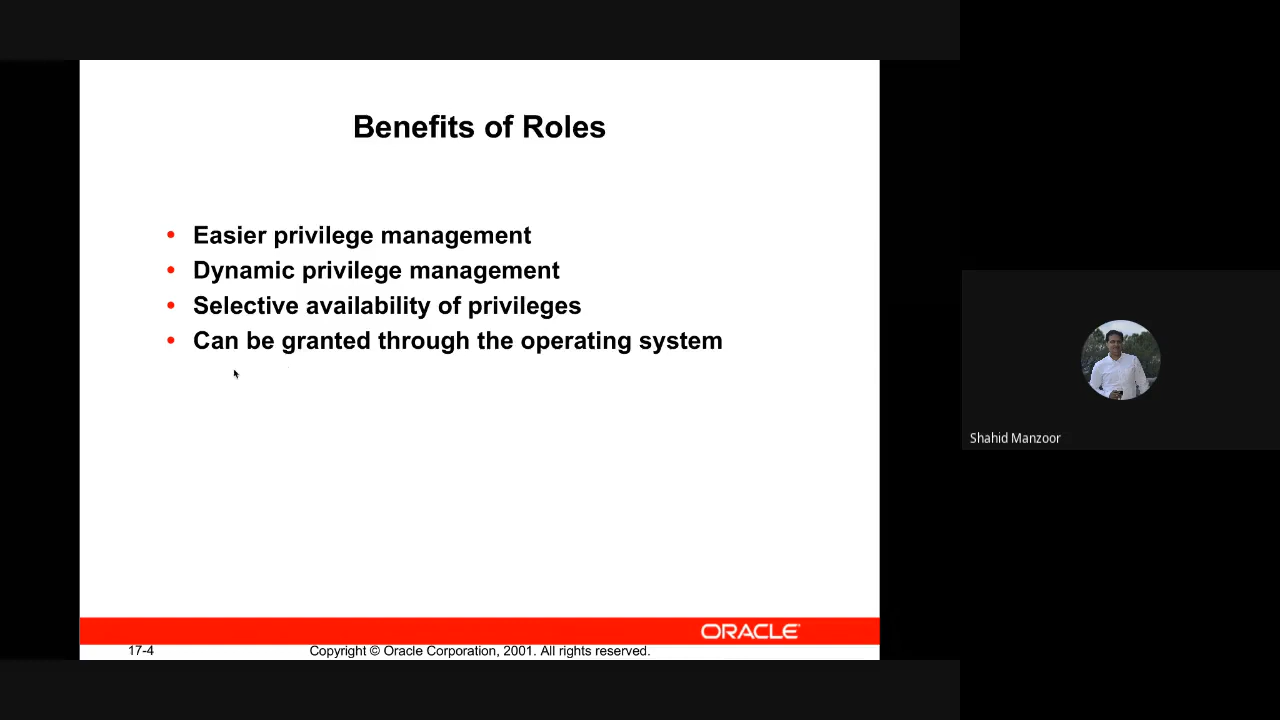 Benefits of Roles
• Easier privilege management
• Dynamic privilege management
• Selective availability of privileges
• Can be granted through the operating system
Shahid Manzoor
ORACLE®
17-4
Copyright © Oracle Corporation, 2001. All rights reserved.